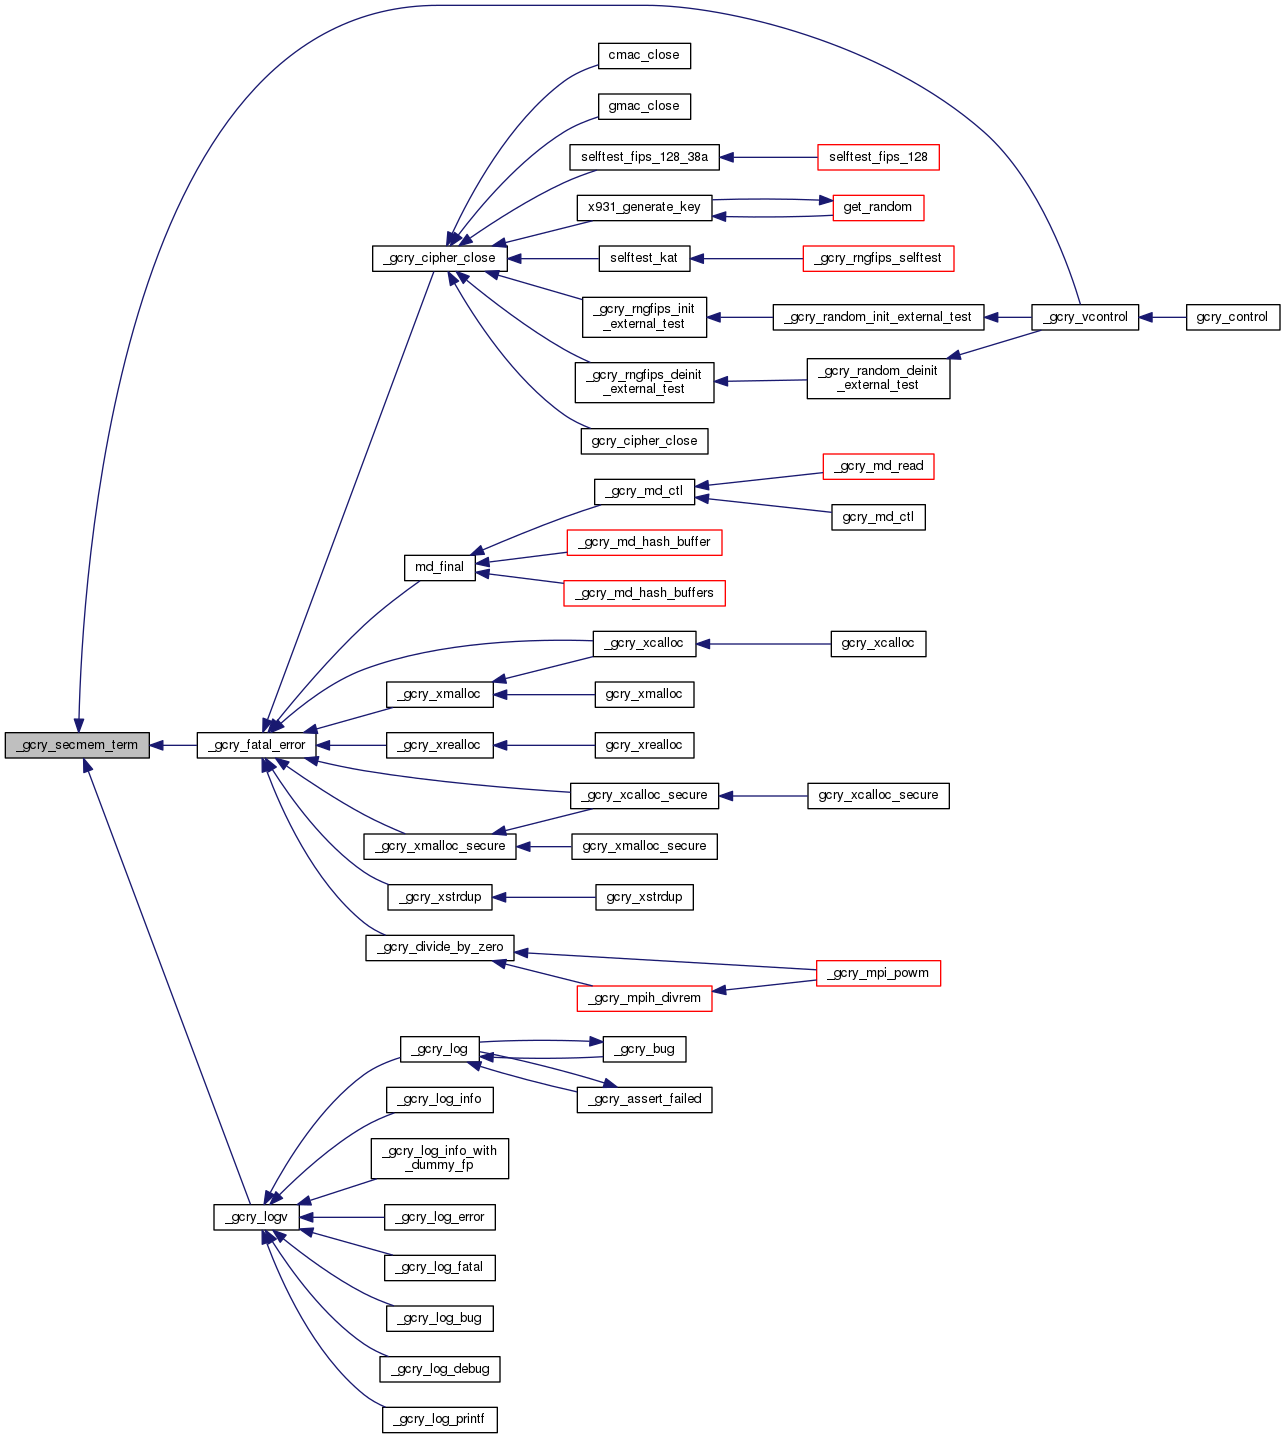 cmac_close
gmac_close
selftest_fips_128_38a
selftest_fips_128
x931_generate_key
get_random
_gcry_cipher_close
selftest_kat
_gcry_rngfips_selftest
_gcry_rngfips_init
_external_test
_gcry_random_init_external_test
_gcry_vcontrol
gcry_control
_gcry_rngfips_deinit
_external_test
_gcry_random_deinit
_external_test
gcry_cipher_close
_gcry_md_read
_gcry_md_ctl
gcry_md_ctl
_gcry_md_hash_buffer
md_final
_gcry_md_hash_buffers
_gcry_xcalloc
gcry_xcalloc
_gcry_xmalloc
gcry_xmalloc
_gcry_secmem_term
_gcry_fatal_error
_gcry_xrealloc
gcry_xrealloc
_gcry_xcalloc_secure
gcry_xcalloc_secure
_gcry_xmalloc_secure
gcry_xmalloc_secure
_gcry_xstrdup
gcry_xstrdup
_gcry_divide_by_zero
_gcry_mpi_powm
_gcry_mpih_divrem
_gcry_log
_gcry_bug
_gcry_log_info
_gcry_assert_failed
_gcry_log_info_with
_dummy_fp
_gcry_logv
_gcry_log_error
_gcry_log_fatal
_gcry_log_bug
_gcry_log_debug
_gcry_log_printf